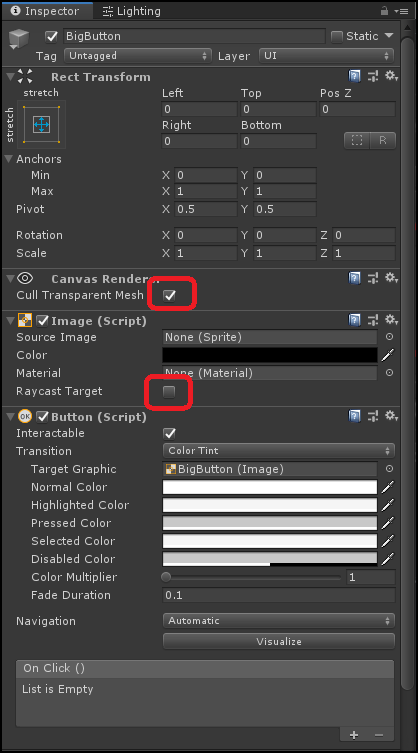 Inspector Lighting
BigButton Static
Tag Untagged Layer UI
Rect Transform
stretch Left Top Pos Z
stretch 0 0 0
Right Bottom
0 0 R
Anchors
Min X 0 Y 0
Max X 1 Y 1
Pivot X 0.5 Y 0.5
Rotation X 0 Y 0 Z 0
Scale X 1 Y 1 Z 1
Canvas Renderer
Cull Transparent Mesh
Image (Script)
Source Image None (Sprite)
Color
Material None (Material)
Raycast Target
OK Button (Script)
Interactable
Transition Color Tint
Target Graphic BigButton (Image)
Normal Color
Highlighted Color
Pressed Color
Selected Color
Disabled Color
Color Multiplier 1
Fade Duration 0.1
Navigation Automatic
Visualize
On Click ()
List is Empty